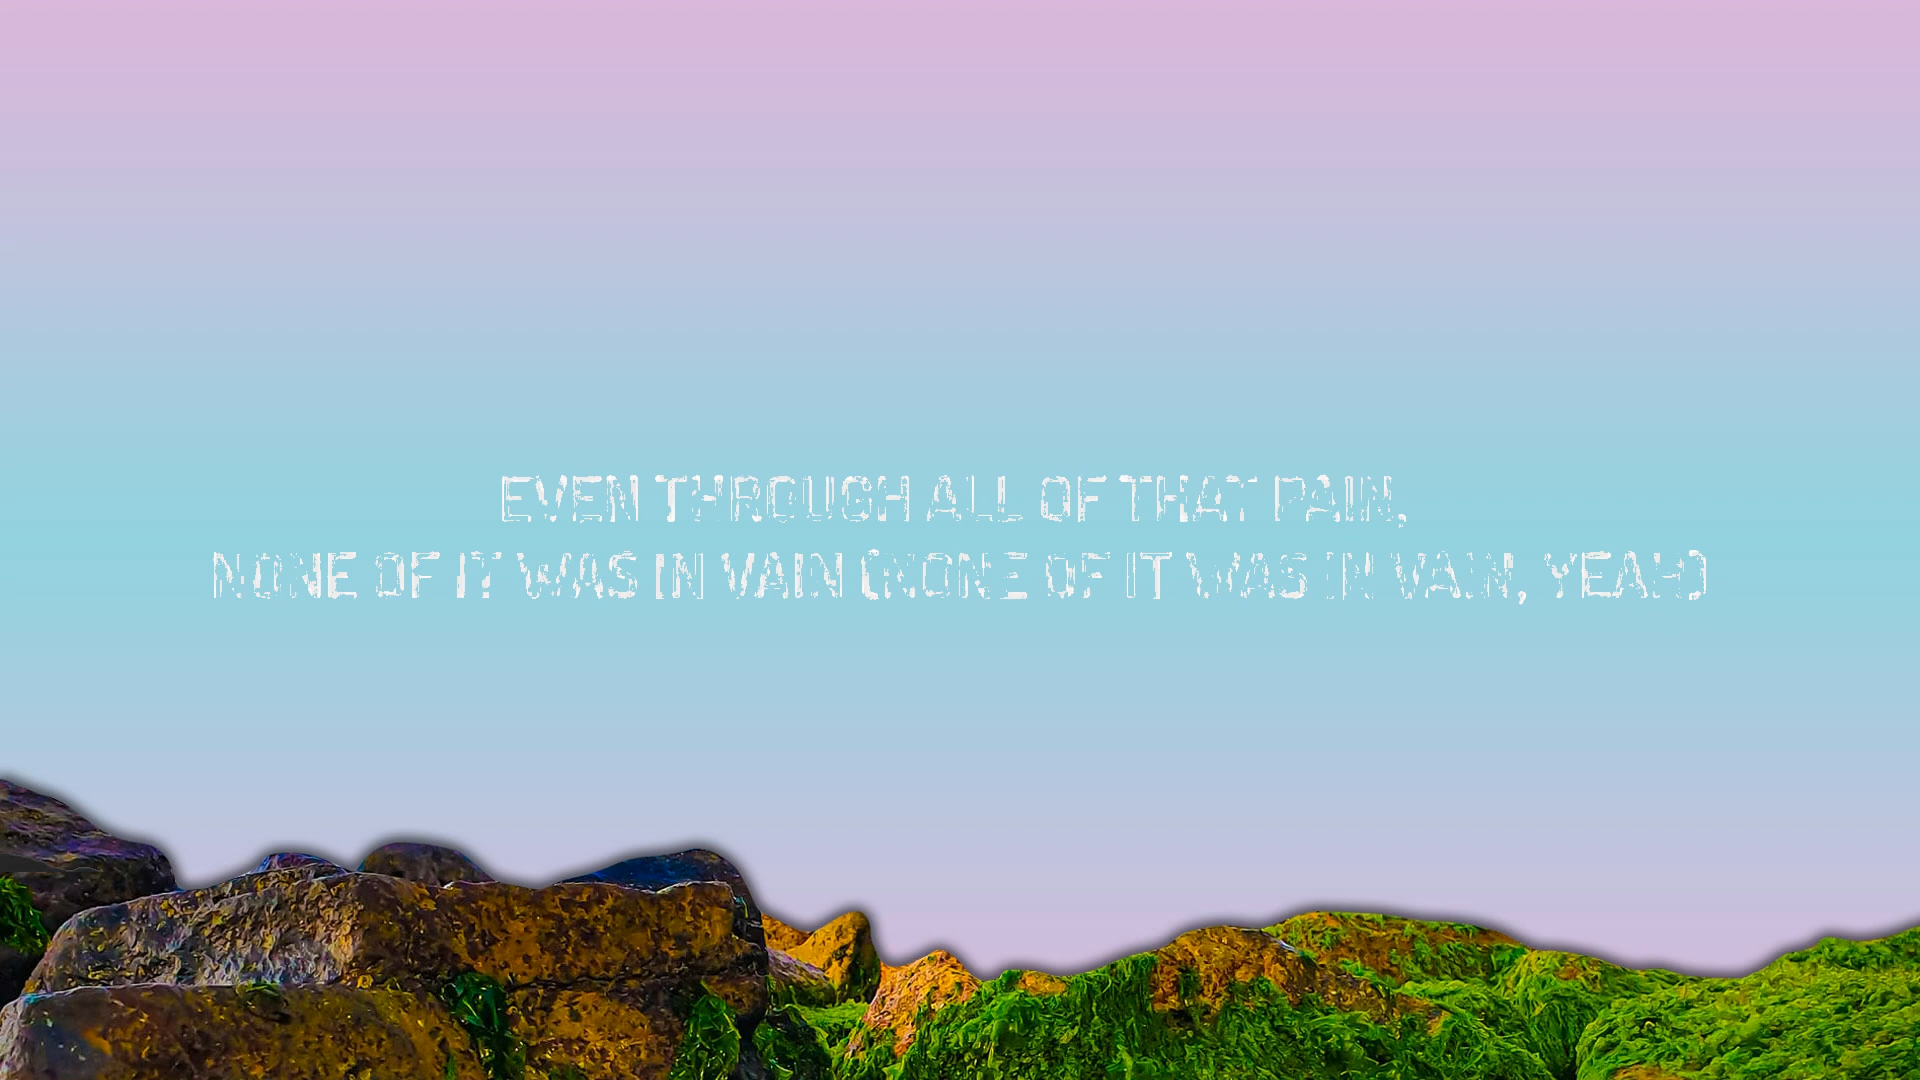 EVEN THROUGH ALL OF THAT PAIN,
NONE OF IT WAS IN VAIN (NONE OF IT WAS IN VAIN, YEAH)